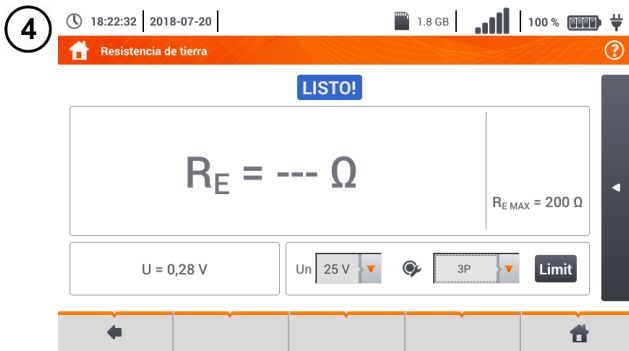 4
18:22:32 2018-07-20 1.8 GB 100 %
Resistencia de tierra ?
LISTO!
RE = --- Ω
RE MAX = 200 Ω
U = 0,28 V
Un 25 V 3P Limit